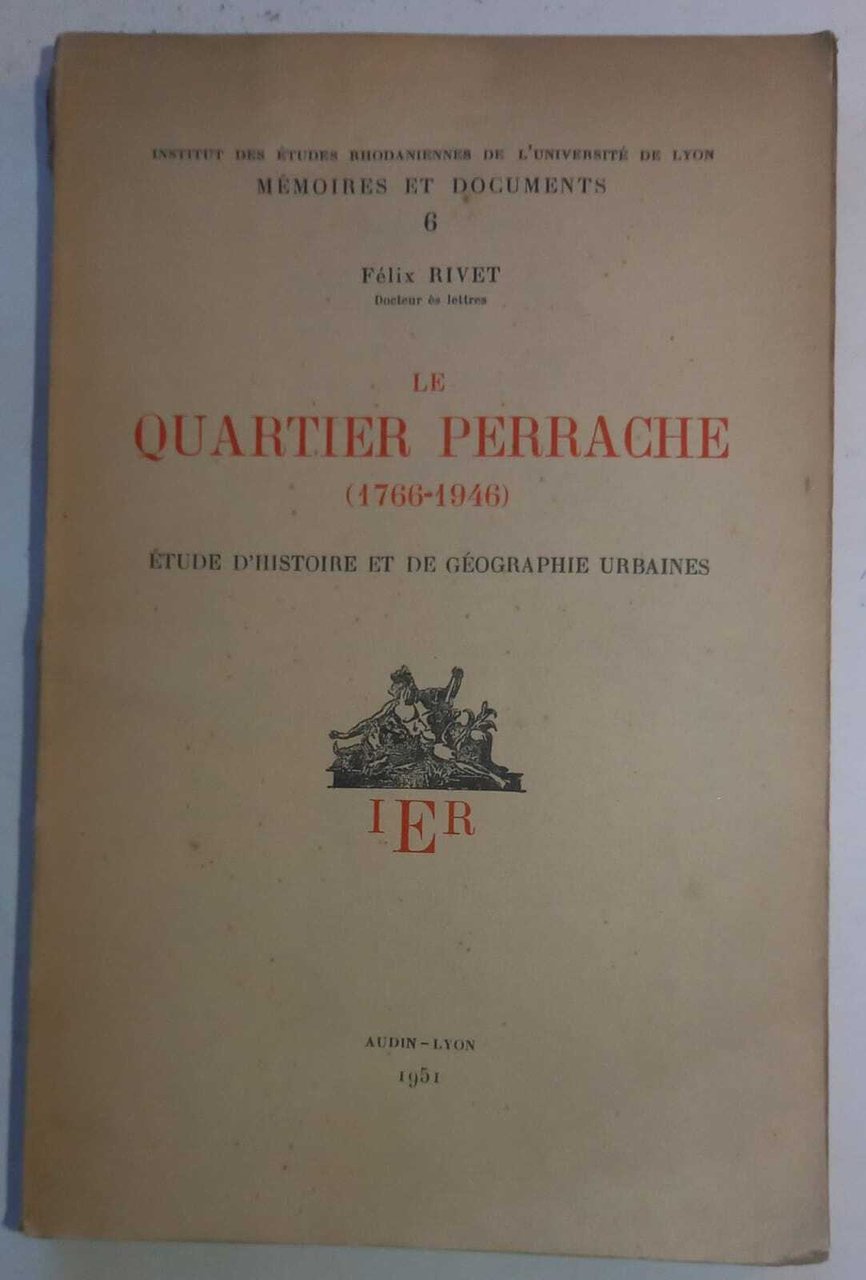 INSTITUT DES ÉTUDES RHODANIENNES DE L'UNIVERSITÉ DE LYON
MÉMOIRES ET DOCUMENTS
6
Félix RIVET
Docteur ès lettres
LE
QUARTIER PERRACHE
(1766-1946)
ÉTUDE D'HISTOIRE ET DE GÉOGRAPHIE URBAINES
IER
AUDIN-LYON
1951